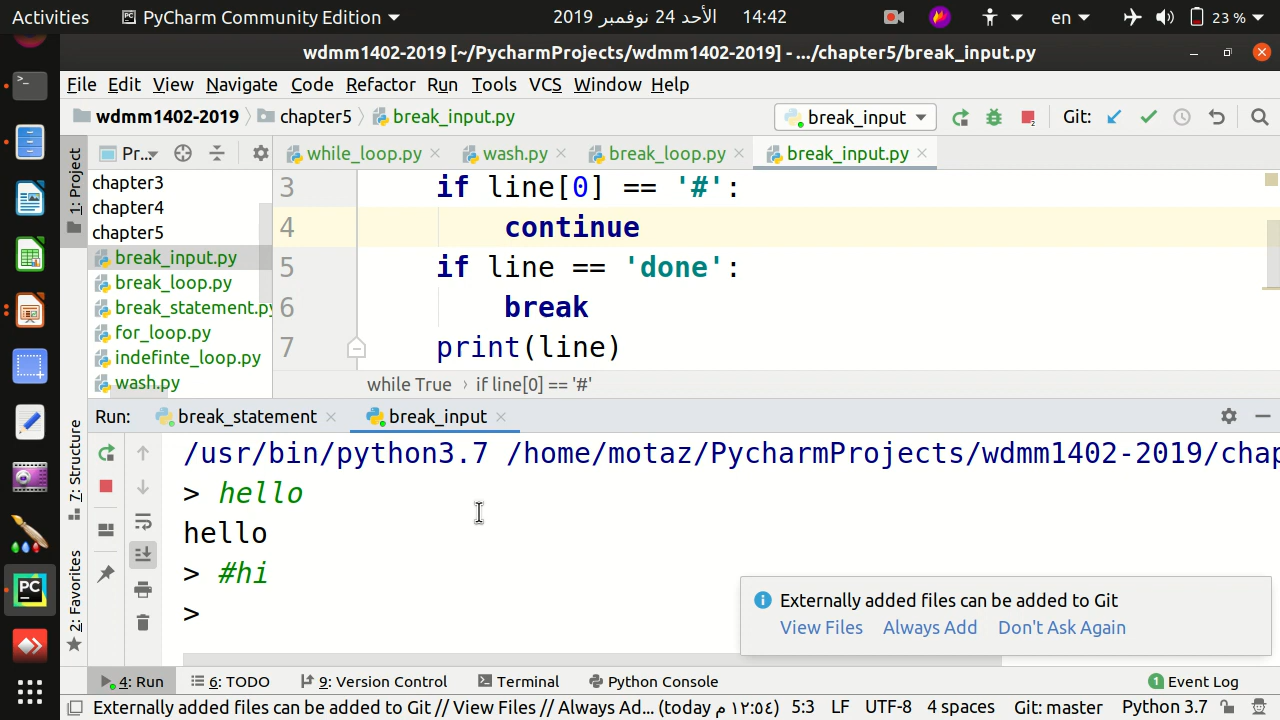 Activities PyCharm Community Edition الأحد 24 نوفمبر 2019 14:42 en 23 %
wdmm1402-2019 [~/PycharmProjects/wdmm1402-2019] - .../chapter5/break_input.py
File Edit View Navigate Code Refactor Run Tools VCS Window Help
wdmm1402-2019 chapter5 break_input.py break_input Git:
1: Project Pr... while_loop.py wash.py break_loop.py break_input.py
chapter3
chapter4
chapter5
break_input.py
break_loop.py
break_statement.py
for_loop.py
indefinte_loop.py
wash.py
3 if line[0] == '#':
4 continue
5 if line == 'done':
6 break
7 print(line)
while True › if line[0] == '#'
Run: break_statement break_input
7: Structure
2: Favorites
/usr/bin/python3.7 /home/motaz/PycharmProjects/wdmm1402-2019/chap
> hello
hello
> #hi
>
Externally added files can be added to Git
View Files Always Add Don't Ask Again
4: Run 6: TODO 9: Version Control Terminal Python Console 1 Event Log
Externally added files can be added to Git // View Files // Always Ad... (today م ١٢:٥٤) 5:3 LF UTF-8 4 spaces Git: master Python 3.7